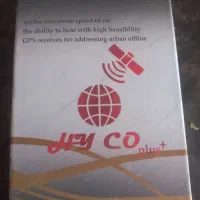 the maximum speed of car
the ability to hear with high Sensibility
GPS receives for addressing urban offline
HY CO
plus+